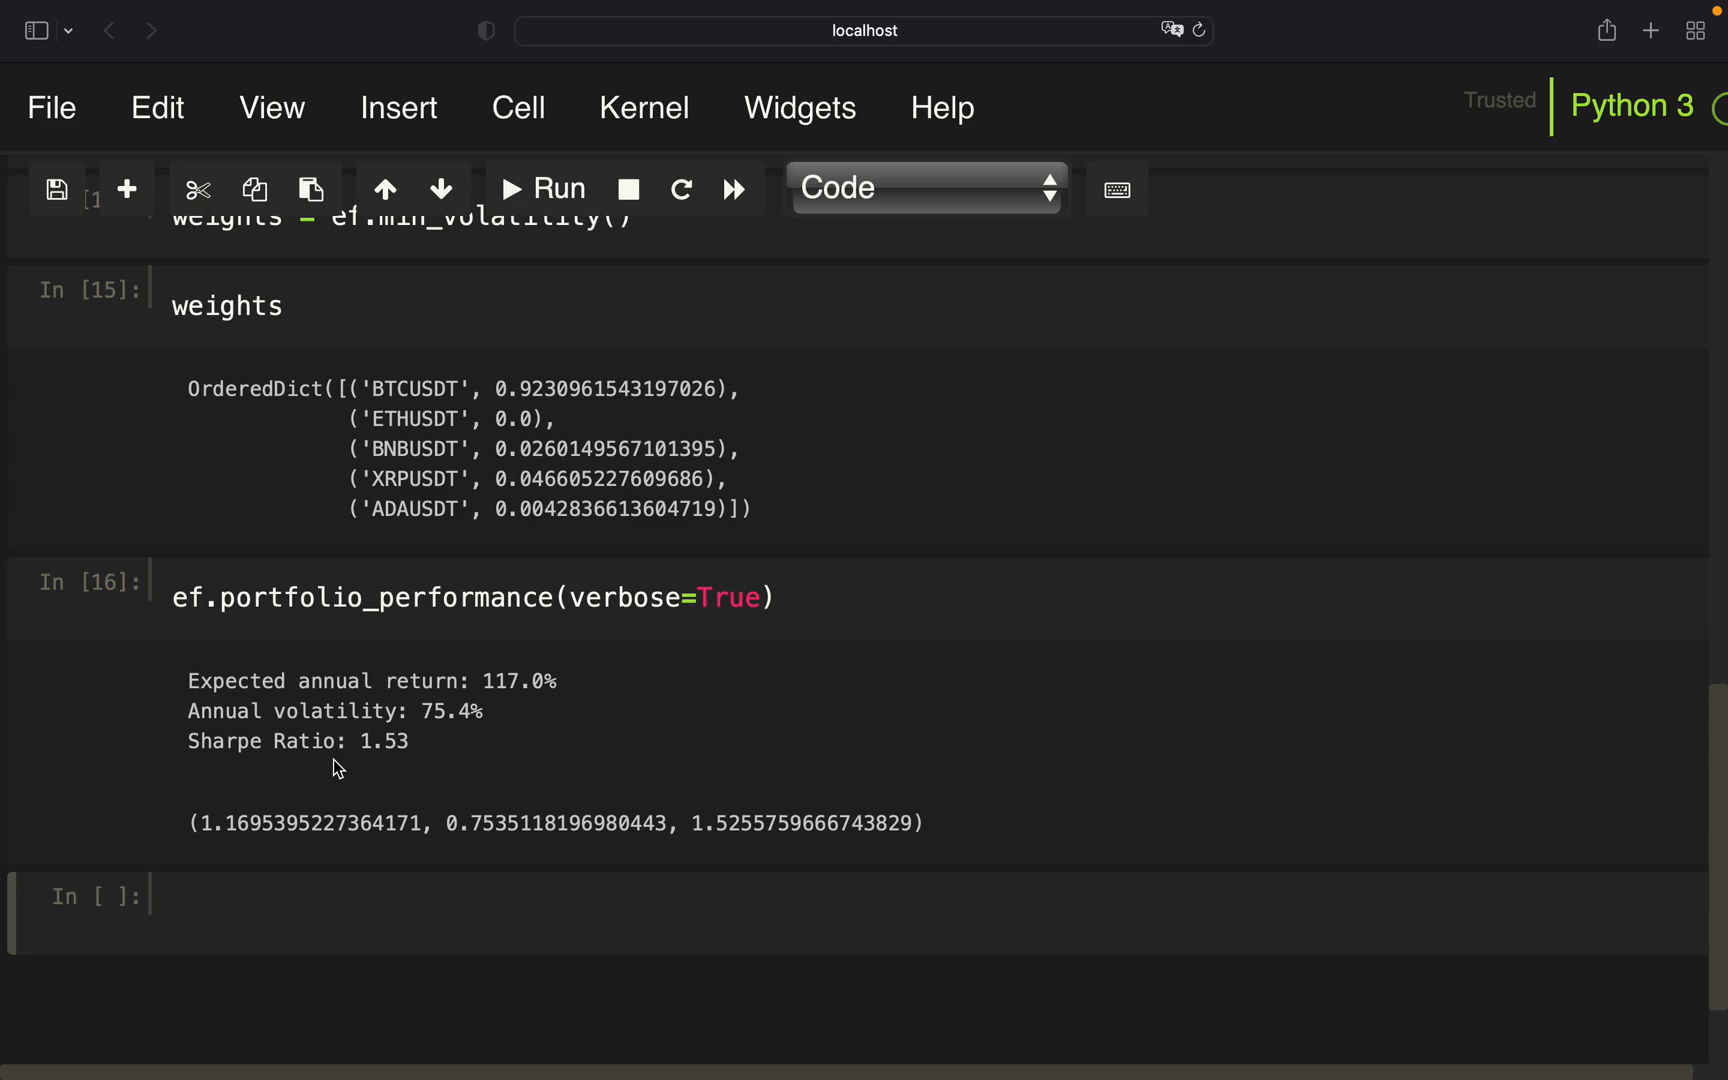 localhost
File Edit View Insert Cell Kernel Widgets Help Trusted Python 3
Run Code
weights = ef.min_volatility()
In [15]: weights
OrderedDict([('BTCUSDT', 0.9230961543197026),
('ETHUSDT', 0.0),
('BNBUSDT', 0.0260149567101395),
('XRPUSDT', 0.046605227609686),
('ADAUSDT', 0.0042836613604719)])
In [16]: ef.portfolio_performance(verbose=True)
Expected annual return: 117.0%
Annual volatility: 75.4%
Sharpe Ratio: 1.53
(1.1695395227364171, 0.7535118196980443, 1.5255759666743829)
In [ ]: